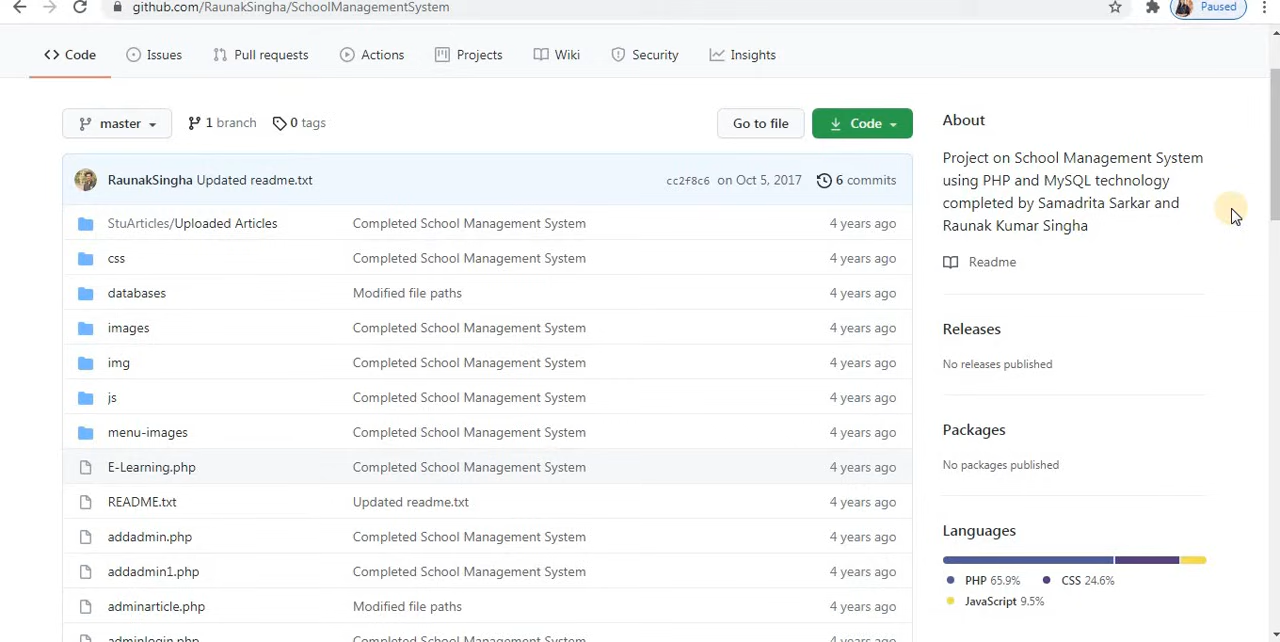 github.com/RaunakSingha/SchoolManagementSystem
Paused
Code Issues Pull requests Actions Projects Wiki Security Insights
master 1 branch 0 tags Go to file Code
RaunakSingha Updated readme.txt cc2f8c6 on Oct 5, 2017 6 commits
StuArticles/Uploaded Articles Completed School Management System 4 years ago
css Completed School Management System 4 years ago
databases Modified file paths 4 years ago
images Completed School Management System 4 years ago
img Completed School Management System 4 years ago
js Completed School Management System 4 years ago
menu-images Completed School Management System 4 years ago
E-Learning.php Completed School Management System 4 years ago
README.txt Updated readme.txt 4 years ago
addadmin.php Completed School Management System 4 years ago
addadmin1.php Completed School Management System 4 years ago
adminarticle.php Modified file paths 4 years ago
adminlogin.php Completed School Management System 4 years ago
About
Project on School Management System
using PHP and MySQL technology
completed by Samadrita Sarkar and
Raunak Kumar Singha
Readme
Releases
No releases published
Packages
No packages published
Languages
PHP 65.9% CSS 24.6%
JavaScript 9.5%